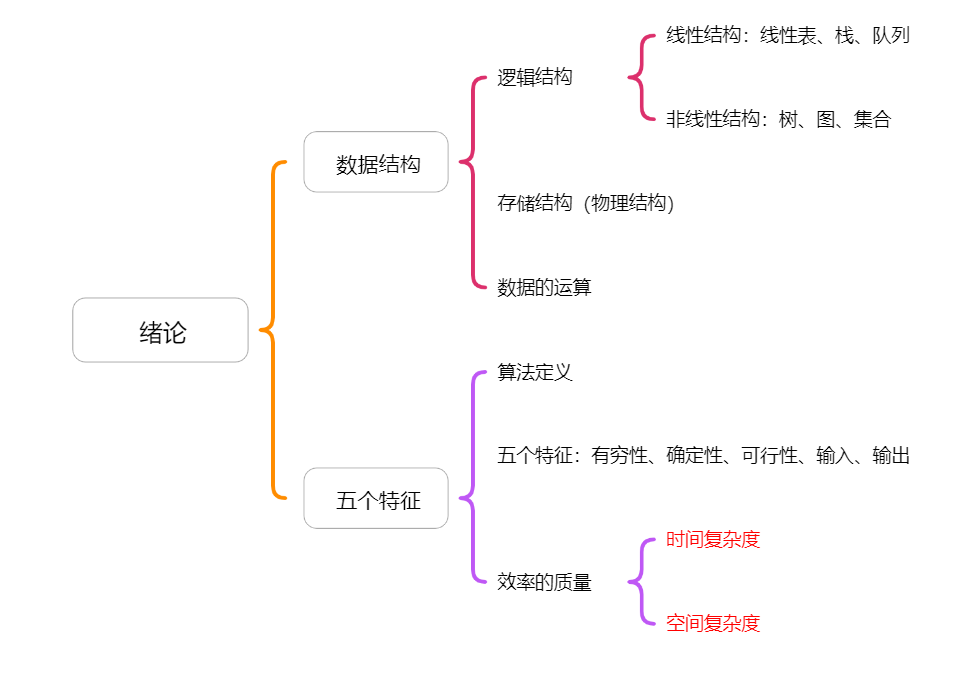 绪论
数据结构
逻辑结构
线性结构：线性表、栈、队列
非线性结构：树、图、集合
存储结构（物理结构）
数据的运算
五个特征
算法定义
五个特征：有穷性、确定性、可行性、输入、输出
效率的质量
时间复杂度
空间复杂度